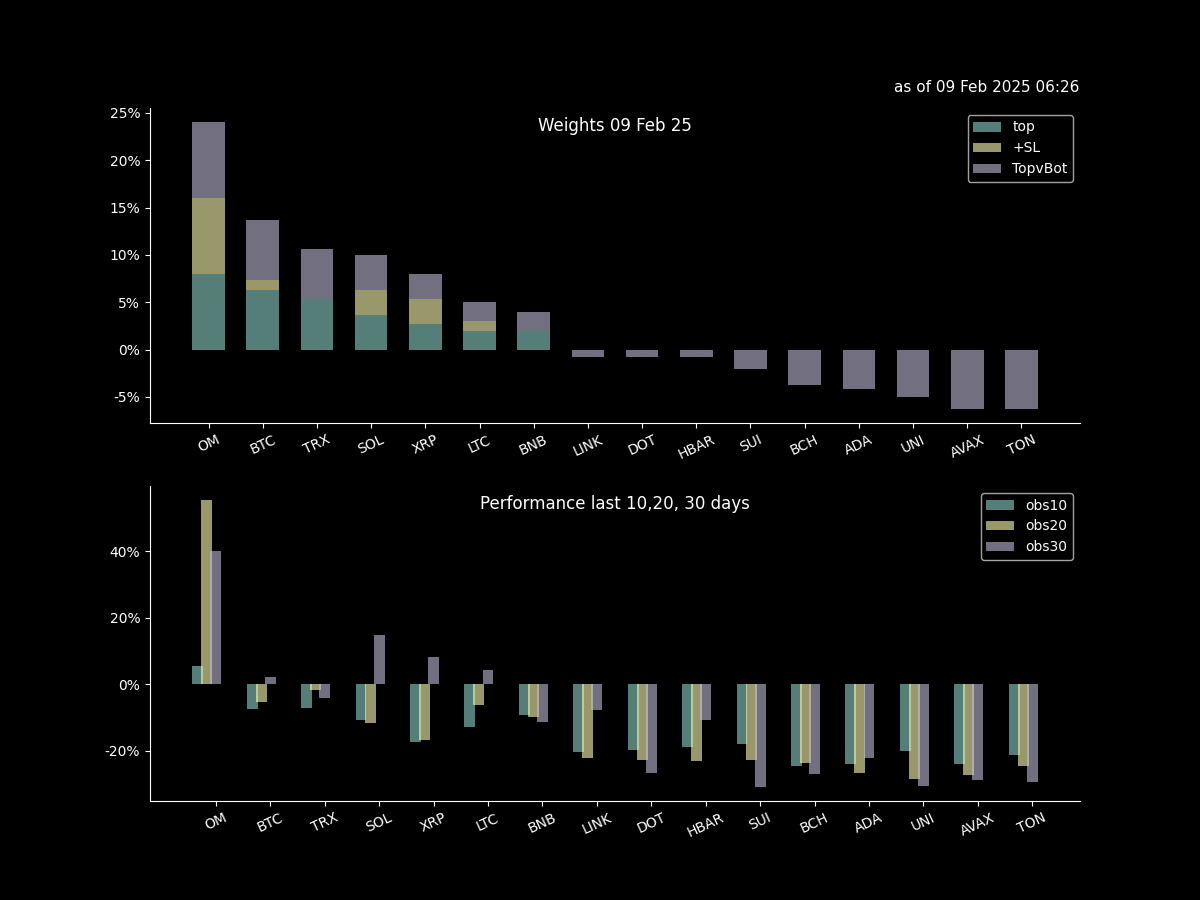 as of 09 Feb 2025 06:26
Weights 09 Feb 25
top
+SL
TopvBot
25%
20%
15%
10%
5%
0%
-5%
OM BTC TRX SOL XRP LTC BNB LINK DOT HBAR SUI BCH ADA UNI AVAX TON
Performance last 10,20, 30 days
obs10
obs20
obs30
40%
20%
0%
-20%
OM BTC TRX SOL XRP LTC BNB LINK DOT HBAR SUI BCH ADA UNI AVAX TON